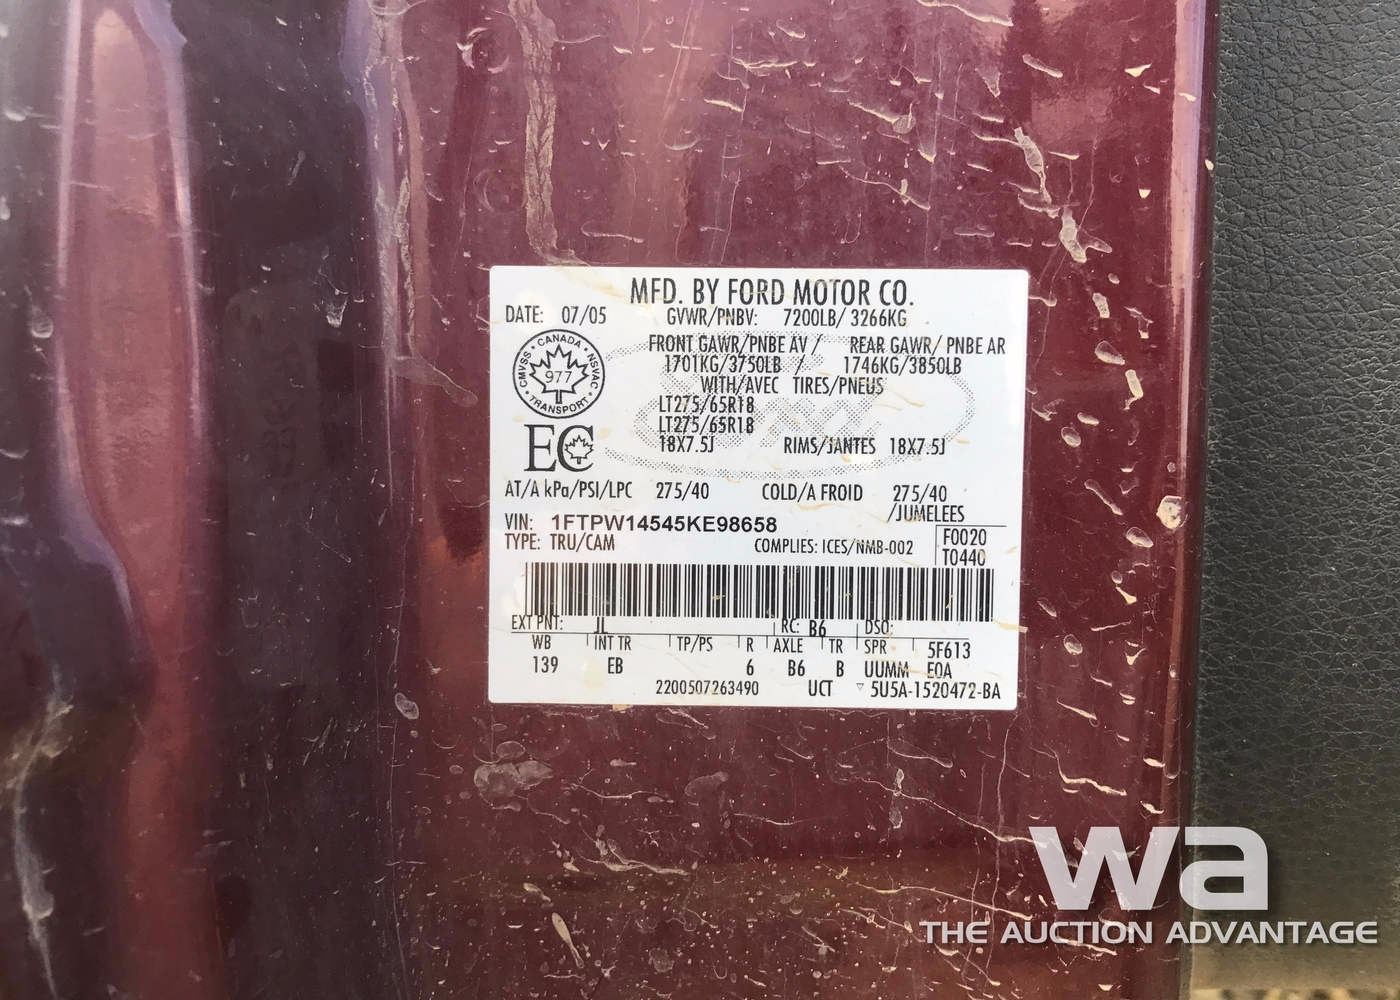 MFD. BY FORD MOTOR CO.
DATE: 07/05 GVWR/PNBV: 7200LB/ 3266KG
FRONT GAWR/PNBE AV / REAR GAWR/ PNBE AR
1701KG/3750LB / 1746KG/3850LB
WITH/AVEC TIRES/PNEUS
LT275/65R18
LT275/65R18
18X7.5J RIMS/JANTES 18X7.5J
CANADA
CMVSS 977 NSVAC
TRANSPORT
EC
AT/A kPa/PSI/LPC 275/40 COLD/A FROID 275/40
/JUMELEES
VIN: 1FTPW14545KE98658
TYPE: TRU/CAM COMPLIES: ICES/NMB-002
F0020
T0440
EXT PNT: JL RC: B6 DSO:
WB INT TR TP/PS R AXLE TR SPR 5F613
139 EB 6 B6 B UUMM E0A
2200507263490 UCT ▽ 5U5A-1520472-BA
wa
THE AUCTION ADVANTAGE